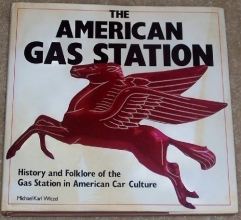 THE
AMERICAN
GAS STATION
History and Folklore of the
Gas Station in American Car Culture
Michael Karl Witzel